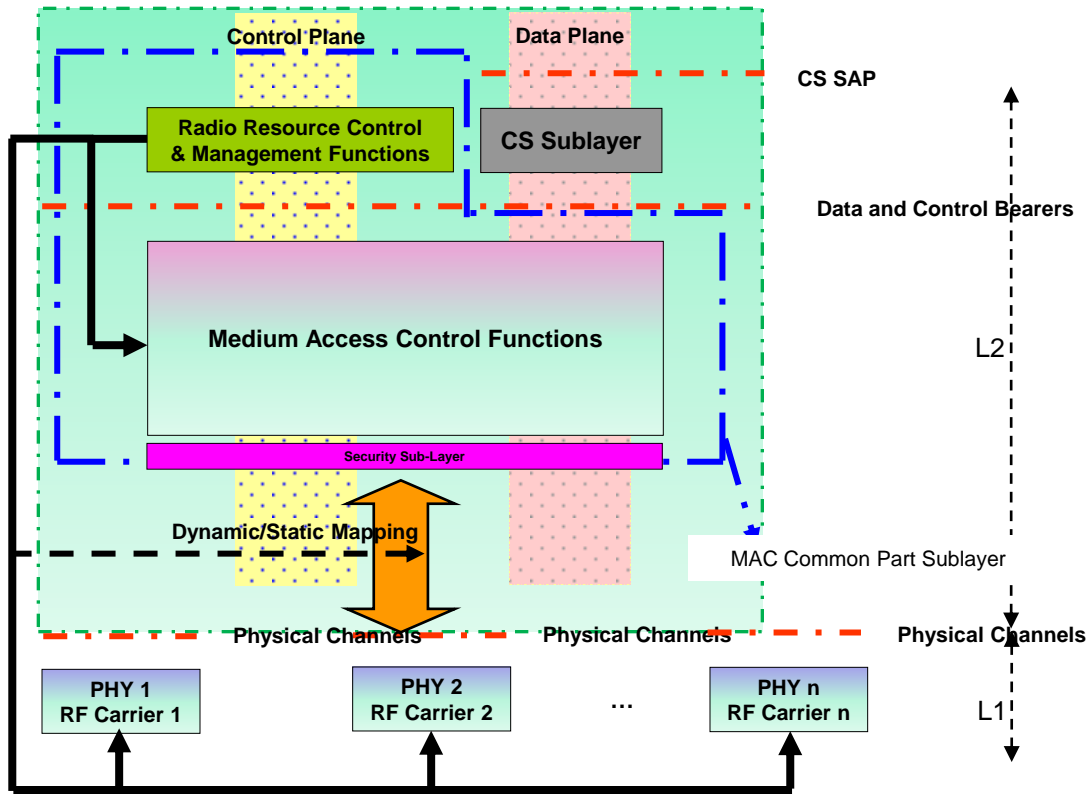 Control Plane
Data Plane
CS SAP
Radio Resource Control
& Management Functions
CS Sublayer
Data and Control Bearers
Medium Access Control Functions
L2
Security Sub-Layer
Dynamic/Static Mapping
MAC Common Part Sublayer
Physical Channels
Physical Channels
Physical Channels
PHY 1
RF Carrier 1
PHY 2
RF Carrier 2
...
PHY n
RF Carrier n
L1